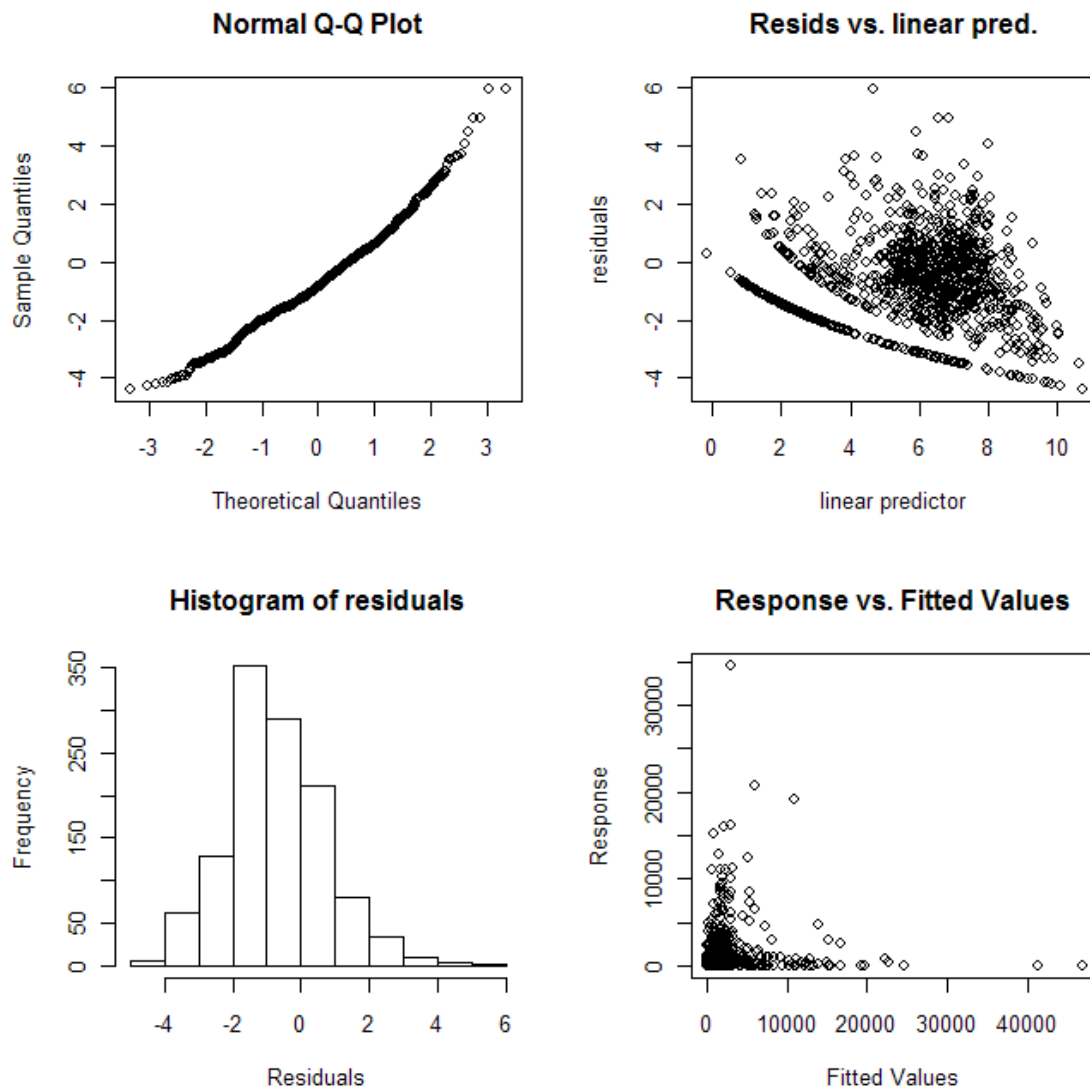 Normal Q-Q Plot
Sample Quantiles
6
4
2
0
-2
-4
-3 -2 -1 0 1 2 3
Theoretical Quantiles
Resids vs. linear pred.
residuals
6
4
2
0
-2
-4
0 2 4 6 8 10
linear predictor
Histogram of residuals
Frequency
350
150
50
0
-4 -2 0 2 4 6
Residuals
Response vs. Fitted Values
Response
30000
20000
10000
0
0 10000 20000 30000 40000
Fitted Values